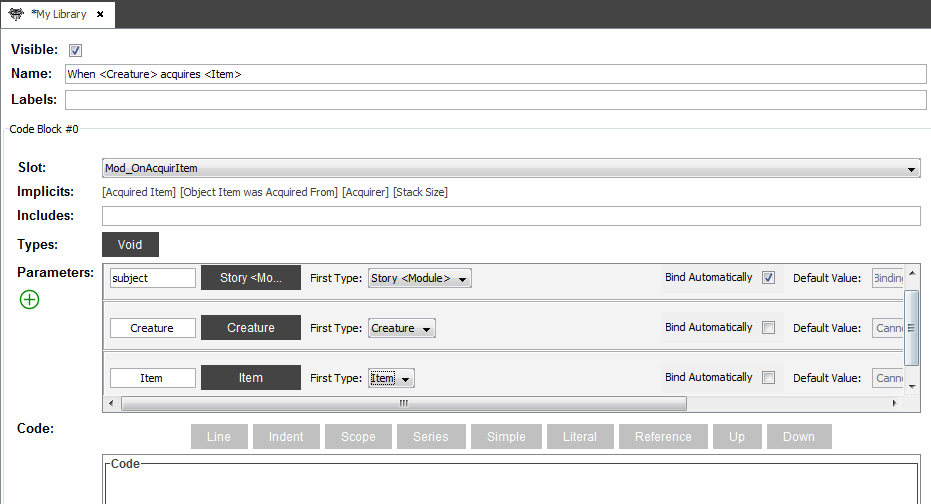 *My Library ×
Visible:
Name: When <Creature> acquires <Item>
Labels:
Code Block #0
Slot: Mod_OnAcquirItem
Implicits: [Acquired Item] [Object Item was Acquired From] [Acquirer] [Stack Size]
Includes:
Types: Void
Parameters:
subject Story <Mo... First Type: Story <Module> Bind Automatically Default Value: Binding
Creature Creature First Type: Creature Bind Automatically Default Value: Canno
Item Item First Type: Item Bind Automatically Default Value: Canno
Code: Line Indent Scope Series Simple Literal Reference Up Down
Code